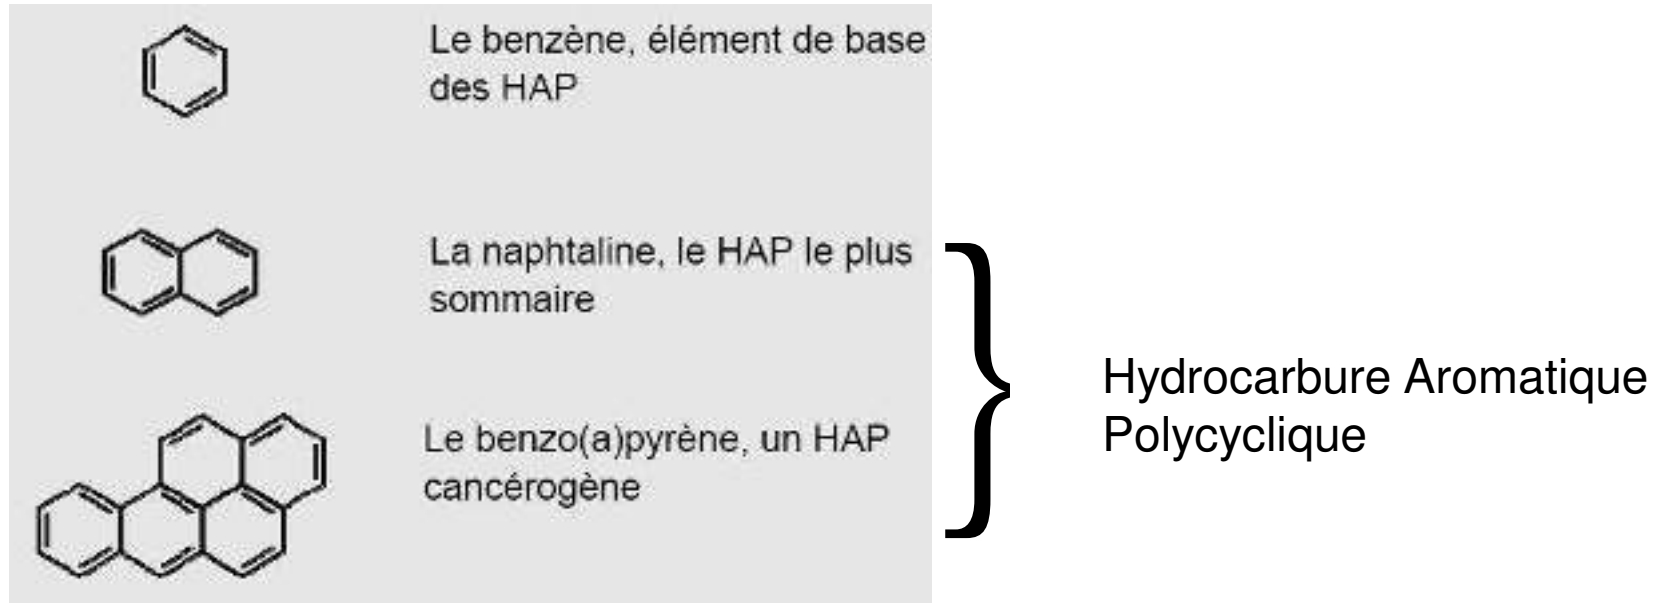 Le benzène, élément de base
des HAP
La naphtaline, le HAP le plus
sommaire
Le benzo(a)pyrène, un HAP
cancérogène
Hydrocarbure Aromatique
Polycyclique